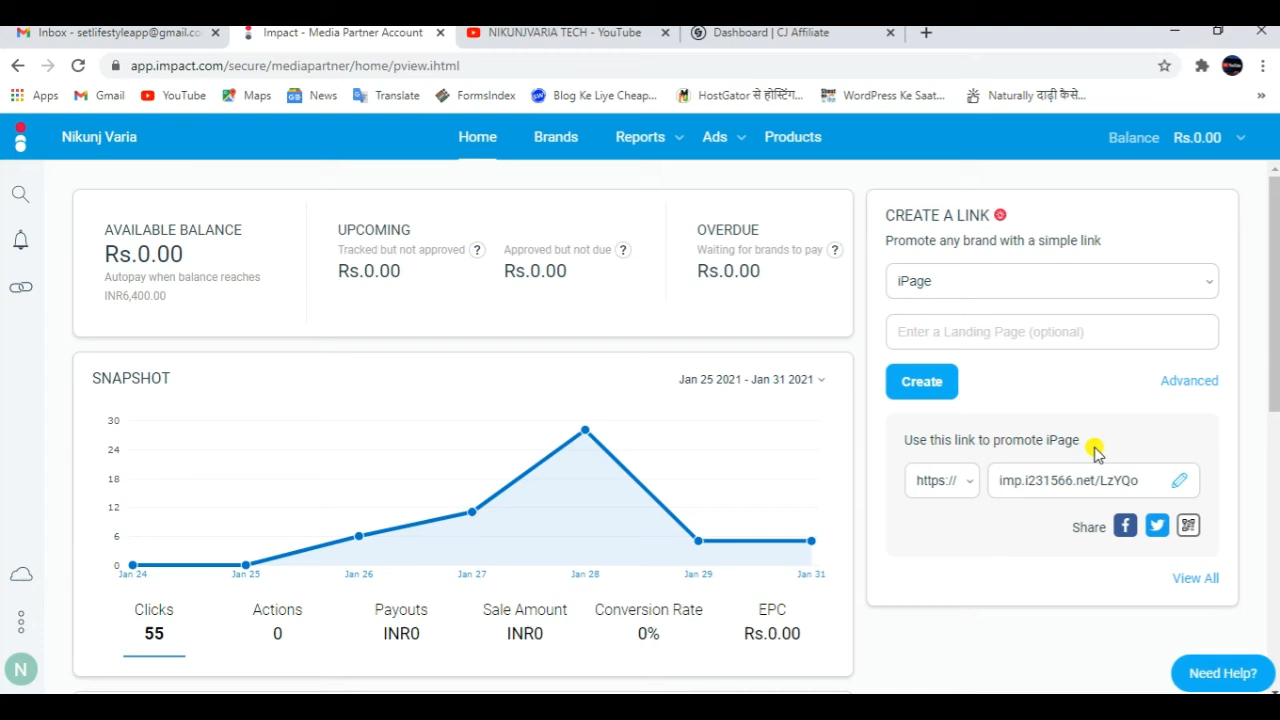 Inbox - setlifestyleapp@gmail.co
Impact - Media Partner Account
NIKUNJVARIA TECH - YouTube
Dashboard | CJ Affiliate
app.impact.com/secure/mediapartner/home/pview.ihtml
Apps
Gmail
YouTube
Maps
News
Translate
FormsIndex
Blog Ke Liye Cheap...
HostGator से होस्टिंग...
WordPress Ke Saat...
Naturally दाढ़ी कैसे...
Nikunj Varia
Home
Brands
Reports
Ads
Products
Balance Rs.0.00
AVAILABLE BALANCE
Rs.0.00
Autopay when balance reaches
INR6,400.00
UPCOMING
Tracked but not approved ?
Rs.0.00
Approved but not due ?
Rs.0.00
OVERDUE
Waiting for brands to pay ?
Rs.0.00
CREATE A LINK
Promote any brand with a simple link
iPage
Enter a Landing Page (optional)
Create
Advanced
Use this link to promote iPage
https://
imp.i231566.net/LzYQo
Share
View All
SNAPSHOT
Jan 25 2021 - Jan 31 2021
30
24
18
12
6
0
Jan 24 Jan 25 Jan 26 Jan 27 Jan 28 Jan 29 Jan 31
Clicks Actions Payouts Sale Amount Conversion Rate EPC
55 0 INR0 INR0 0% Rs.0.00
N
Need Help?